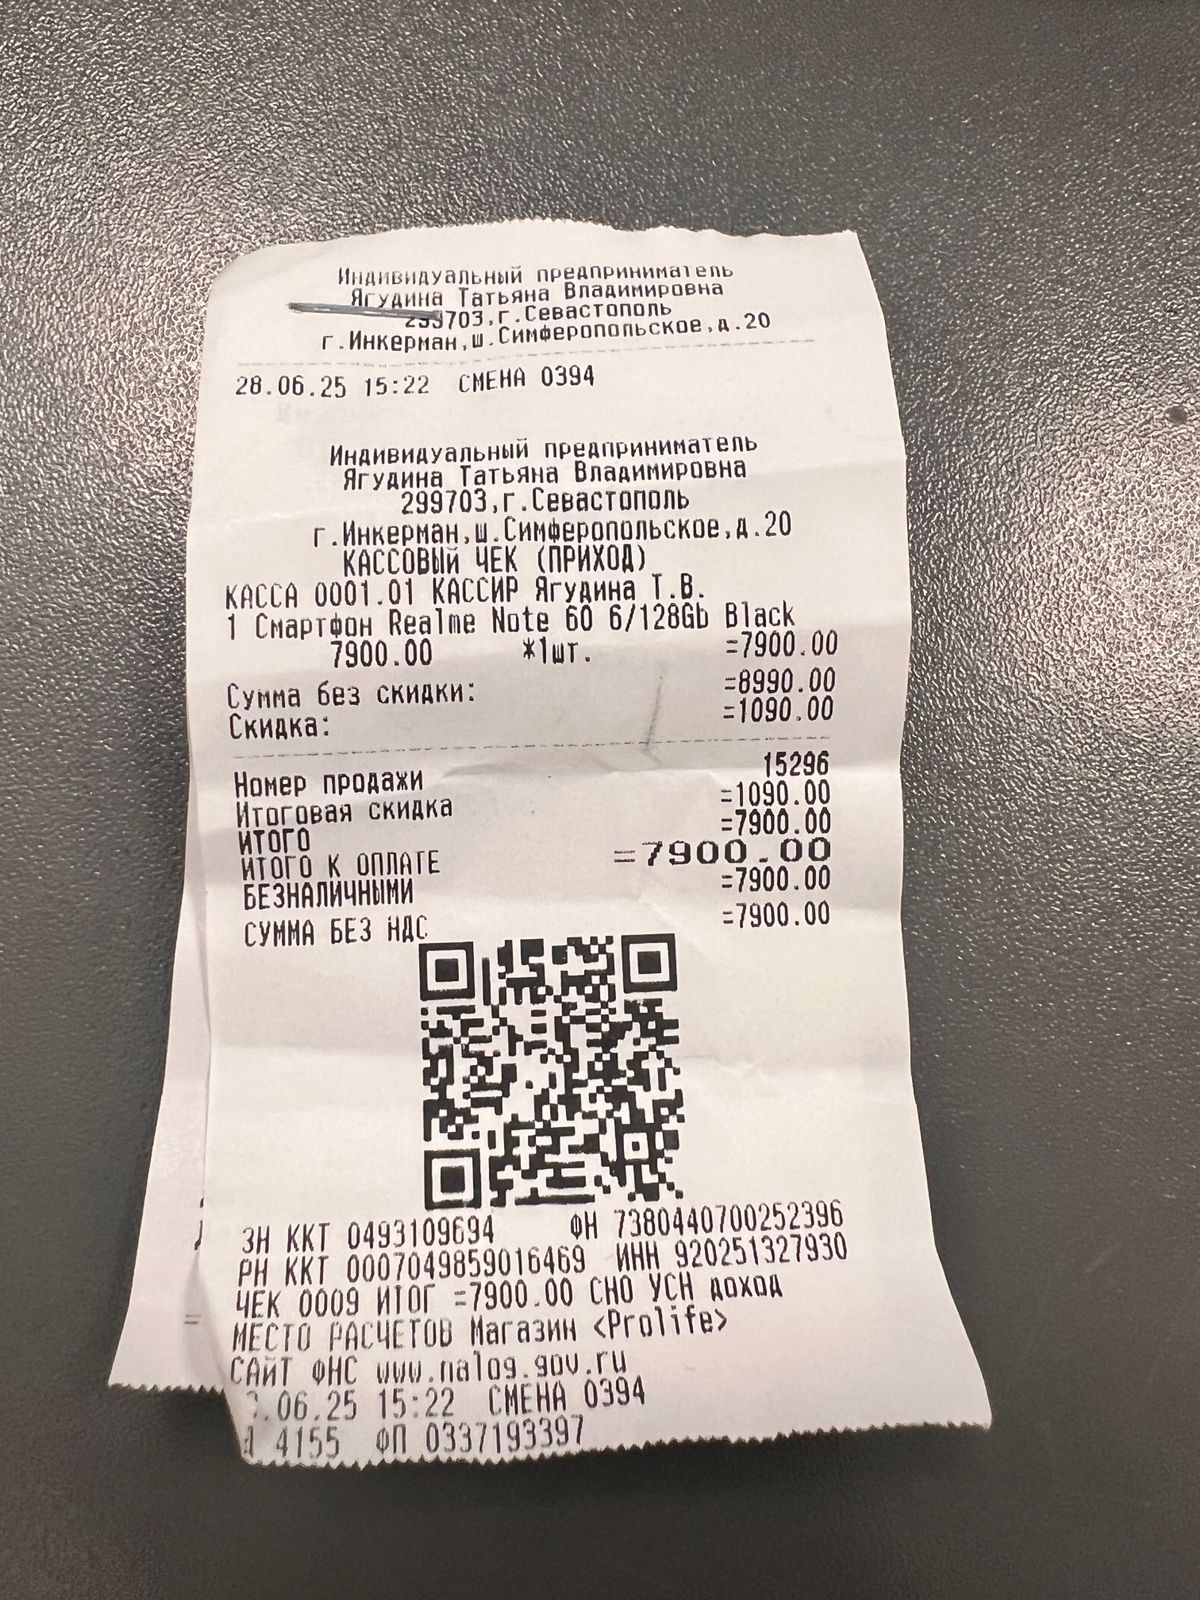 Индивидуальный предприниматель
Ягудина Татьяна Владимировна
299703,г.Севастополь
г.Инкерман,ш.Симферопольское,д.20
28.06.25 15:22 СМЕНА 0394
Индивидуальный предприниматель
Ягудина Татьяна Владимировна
299703,г.Севастополь
г.Инкерман,ш.Симферопольское,д.20
КАССОВЫЙ ЧЕК (ПРИХОД)
КАССА 0001.01 КАССИР Ягудина Т.В.
1 Смартфон Realme Note 60 6/128Gb Black
7900.00 *1шт. =7900.00
Сумма без скидки: =8990.00
Скидка: =1090.00
Номер продажи 15296
Итоговая скидка =1090.00
ИТОГО =7900.00
ИТОГО К ОПЛАТЕ =7900.00
БЕЗНАЛИЧНЫМИ =7900.00
СУММА БЕЗ НДС =7900.00
ЗН ККТ 0493109694 ФН 7380440700252396
РН ККТ 0007049859016469 ИНН 920251327930
ЧЕК 0009 ИТОГ =7900.00 СНО УСН доход
МЕСТО РАСЧЕТОВ Магазин <Prolife>
САЙТ ФНС www.nalog.gov.ru
.06.25 15:22 СМЕНА 0394
4155 ФП 0337193397